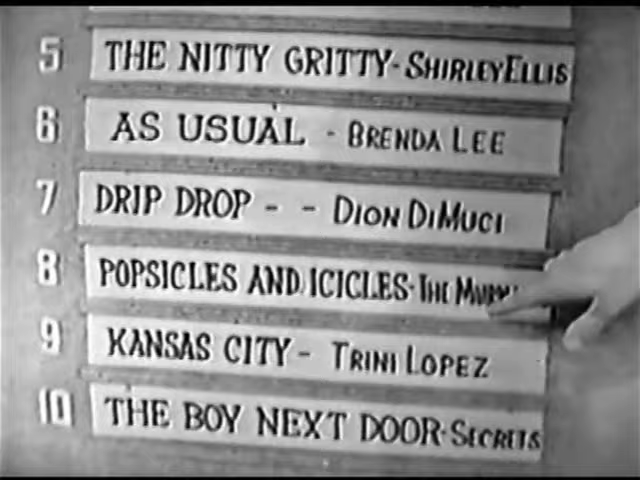 5 THE NITTY GRITTY - SHIRLEY ELLIS
6 AS USUAL - BRENDA LEE
7 DRIP DROP - - DION DIMUCI
8 POPSICLES AND ICICLES - THE
9 KANSAS CITY - TRINI LOPEZ
10 THE BOY NEXT DOOR - SECRETS